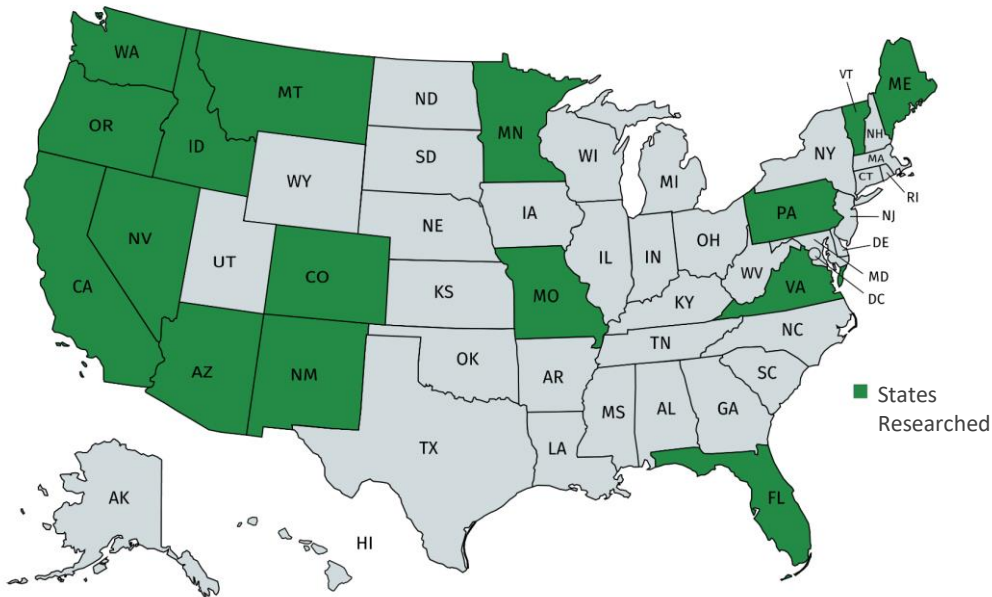 WA
MT
ND
MN
VT
ME
OR
ID
SD
WI
MI
NY
NH
MA
CT
RI
WY
NE
IA
IL
IN
OH
PA
NJ
DE
MD
DC
WV
VA
NV
UT
CO
KS
MO
KY
CA
AZ
NM
OK
AR
TN
NC
SC
MS
AL
GA
LA
TX
FL
AK
HI
States
Researched